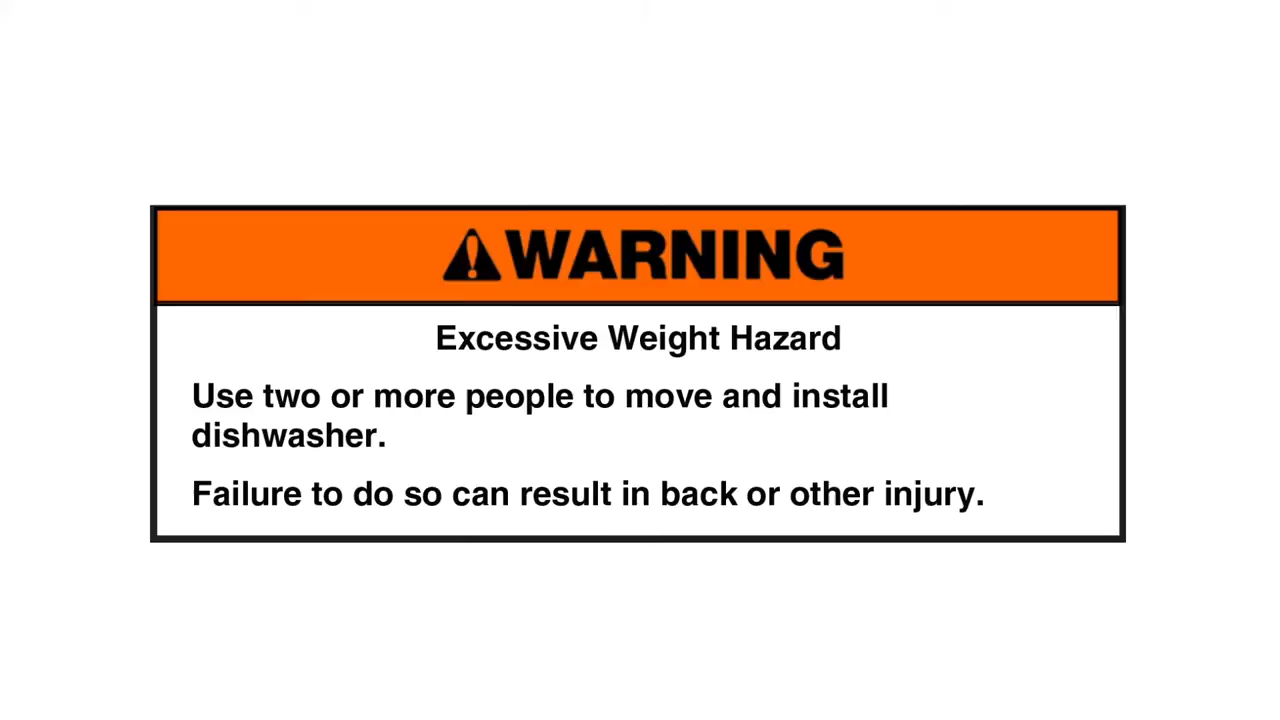 WARNING
Excessive Weight Hazard
Use two or more people to move and install
dishwasher.
Failure to do so can result in back or other injury.